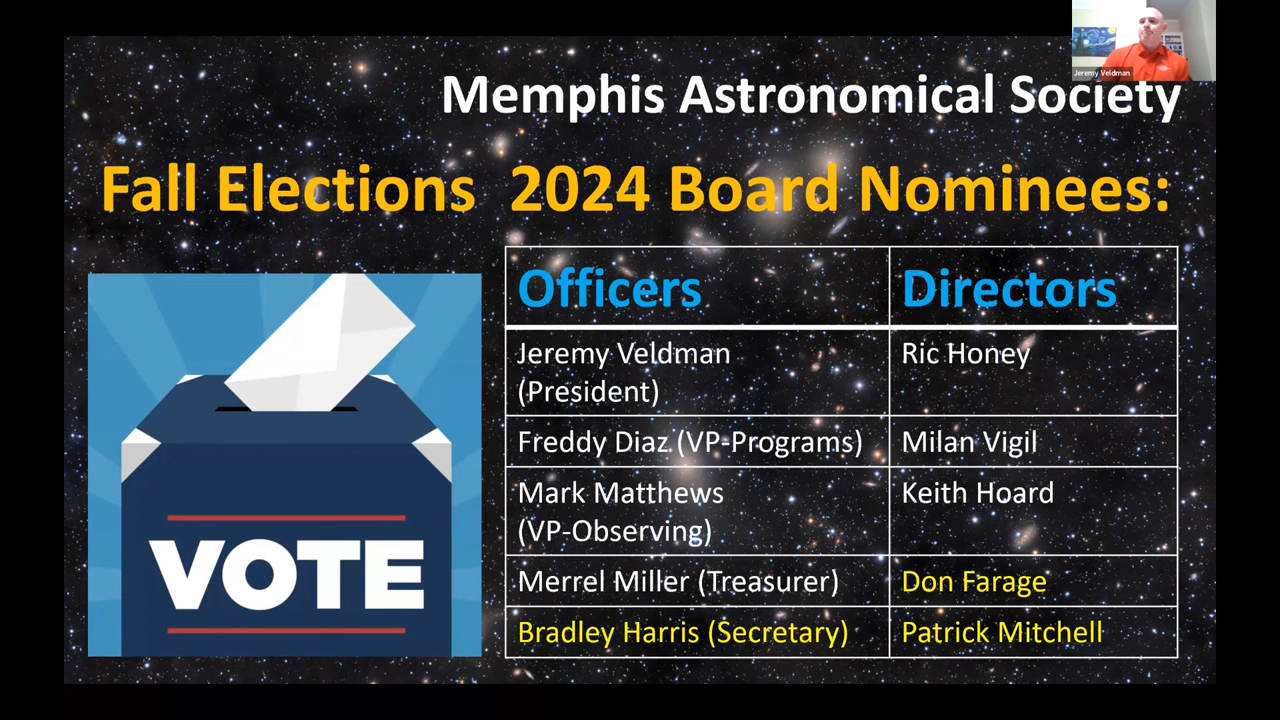 Jeremy Veldman
Memphis Astronomical Society
Fall Elections 2024 Board Nominees:
VOTE
Officers
Directors
Jeremy Veldman
(President)
Ric Honey
Freddy Diaz (VP-Programs)
Milan Vigil
Mark Matthews
(VP-Observing)
Keith Hoard
Merrel Miller (Treasurer)
Don Farage
Bradley Harris (Secretary)
Patrick Mitchell